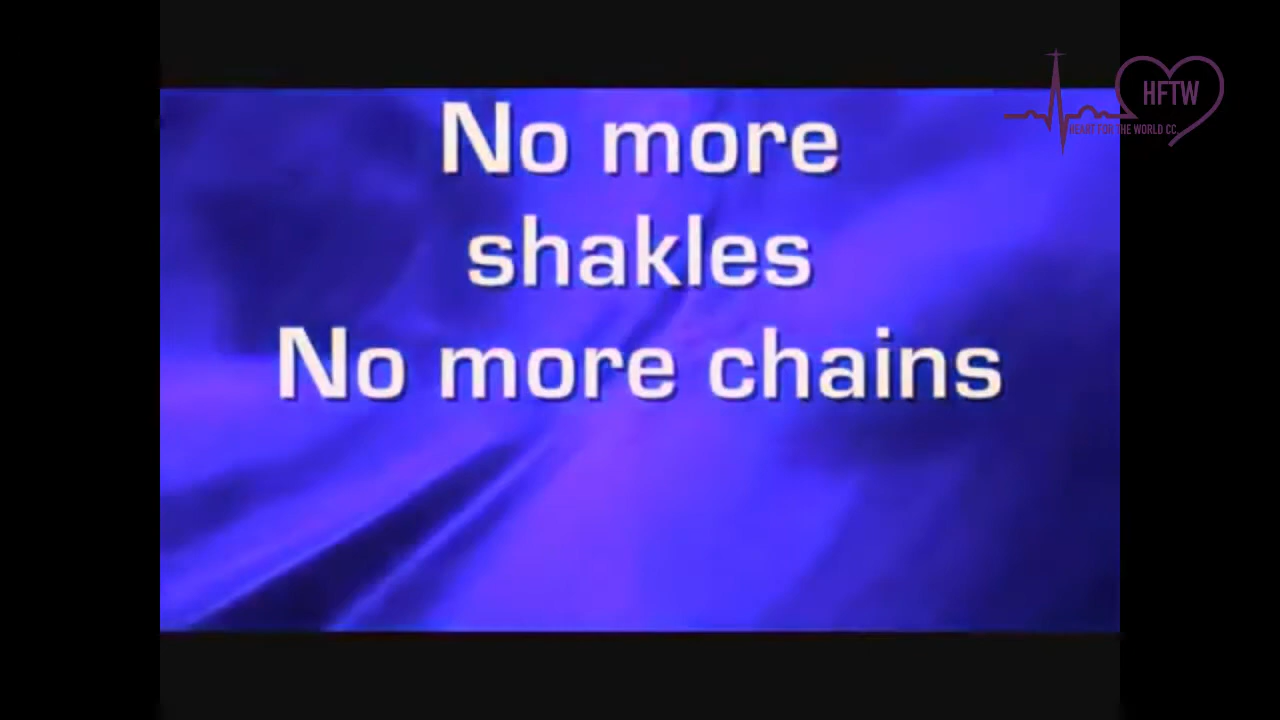 HFTW
HEART FOR THE WORLD CC.
No more
shakles
No more chains